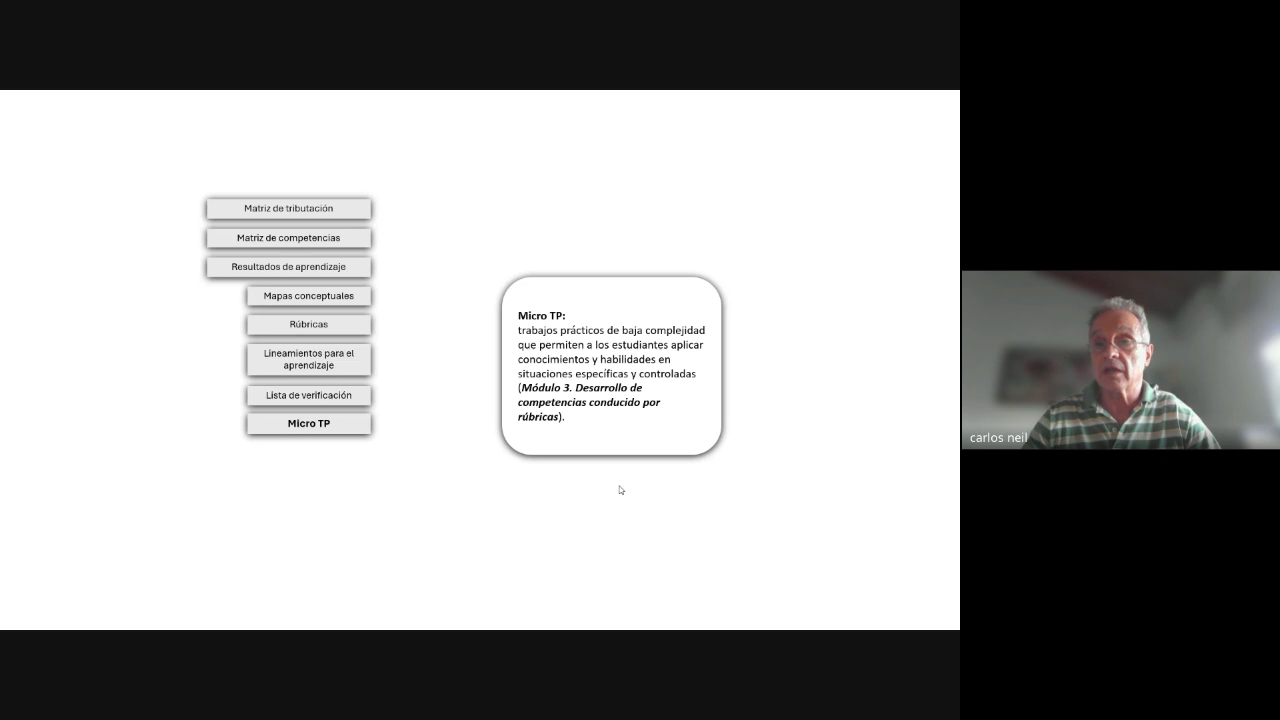 Matriz de tributación
Matriz de competencias
Resultados de aprendizaje
Mapas conceptuales
Rúbricas
Lineamientos para el
aprendizaje
Lista de verificación
Micro TP
Micro TP:
trabajos prácticos de baja complejidad
que permiten a los estudiantes aplicar
conocimientos y habilidades en
situaciones específicas y controladas
(Módulo 3. Desarrollo de
competencias conducido por
rúbricas).
carlos neil